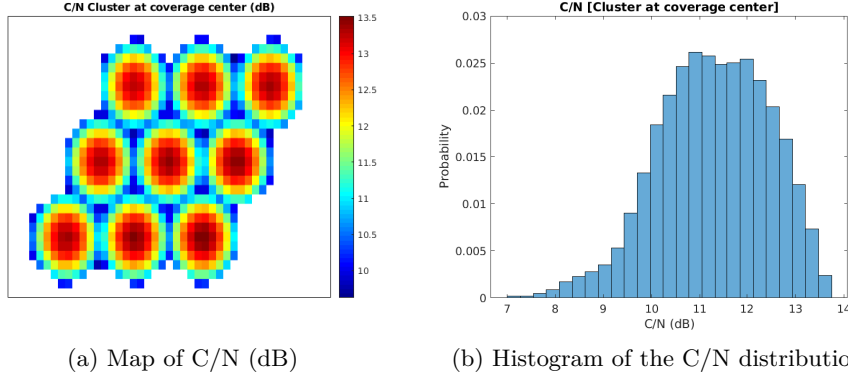 C/N Cluster at coverage center (dB)
13.5
13
12.5
12
11.5
11
10.5
10
(a) Map of C/N (dB)
C/N [Cluster at coverage center]
Probability
0.03
0.025
0.02
0.015
0.01
0.005
0
7 8 9 10 11 12 13 14
C/N (dB)
(b) Histogram of the C/N distributio